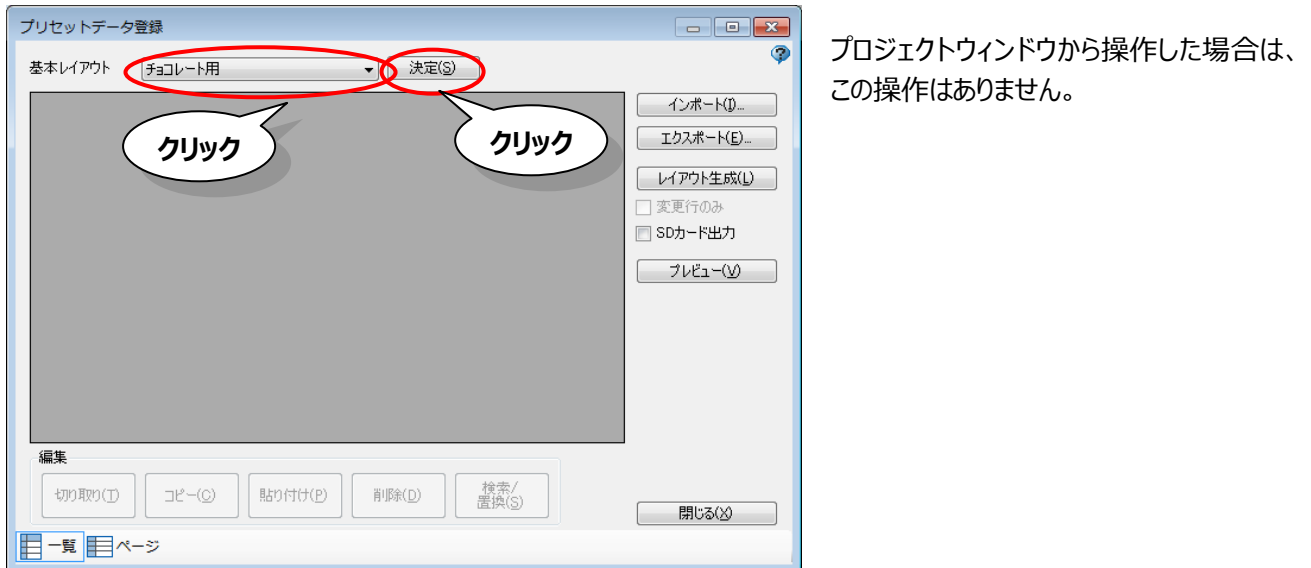 プリセットデータ登録
基本レイアウト チョコレート用 決定(S)
プロジェクトウィンドウから操作した場合は、
この操作はありません。
クリック
クリック
インポート(I)...
エクスポート(E)...
レイアウト生成(L)
変更行のみ
SDカード出力
プレビュー(V)
編集
切り取り(T) コピー(C) 貼り付け(P) 削除(D) 検索/
置換(S)
閉じる(X)
一覧 ページ